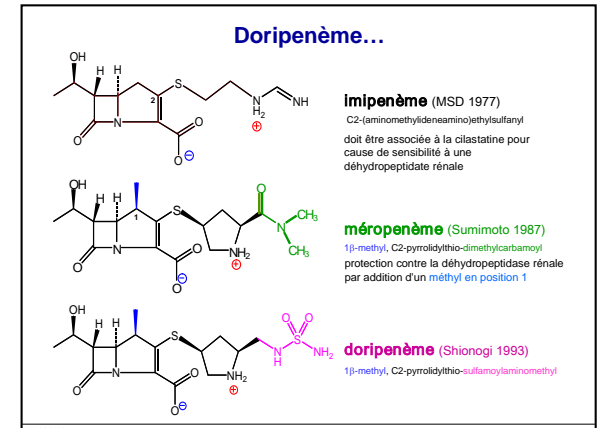 Doripenème…
OH
H H
S
2
N
H2
NH
N
O
O
O
⊖
⊕
imipenème (MSD 1977)
C2-(aminomethylideneamino)ethylsulfanyl
doit être associée à la cilastatine pour
cause de sensibilité à une
déhydropeptidate rénale
OH
H H
1
S
O
N
CH3
CH3
N
O
O
O
⊖
NH2
⊕
méropenème (Sumimoto 1987)
1β-methyl, C2-pyrrolidylthio-dimethylcarbamoyl
protection contre la déhydropeptidase rénale
par addition d'un méthyl en position 1
OH
H H
S
O O
S
N
H
NH2
N
O
O
O
⊖
NH2
⊕
doripenème (Shionogi 1993)
1β-methyl, C2-pyrrolidylthio-sulfamoylaminomethyl